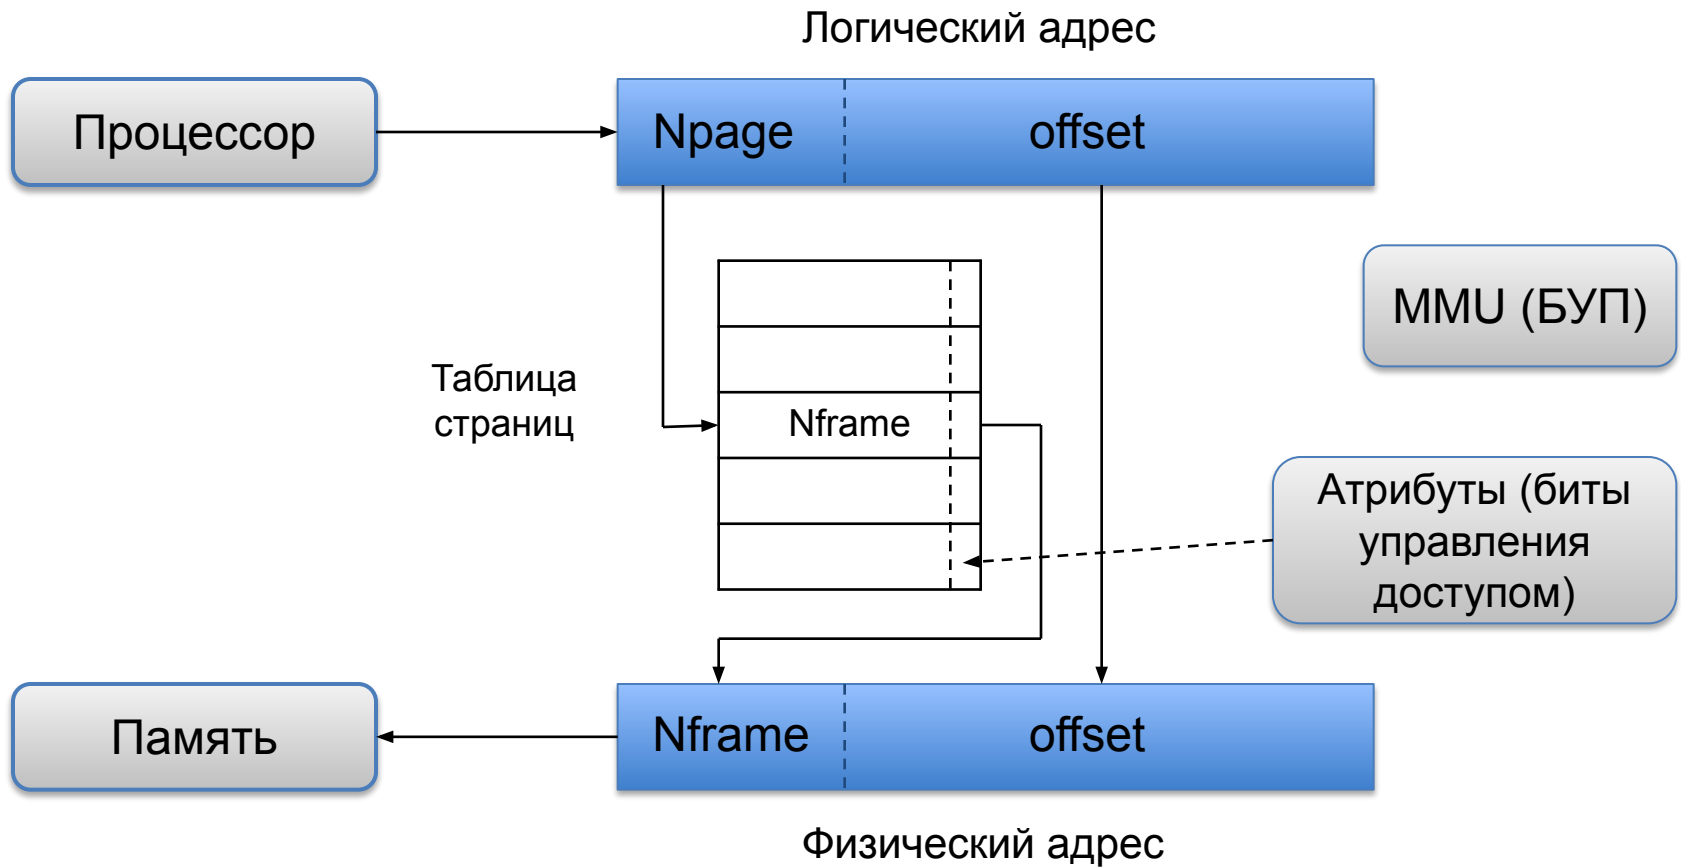 Логический адрес
Процессор
Npage
offset
MMU (БУП)
Таблица
страниц
Nframe
Атрибуты (биты
управления
доступом)
Память
Nframe
offset
Физический адрес